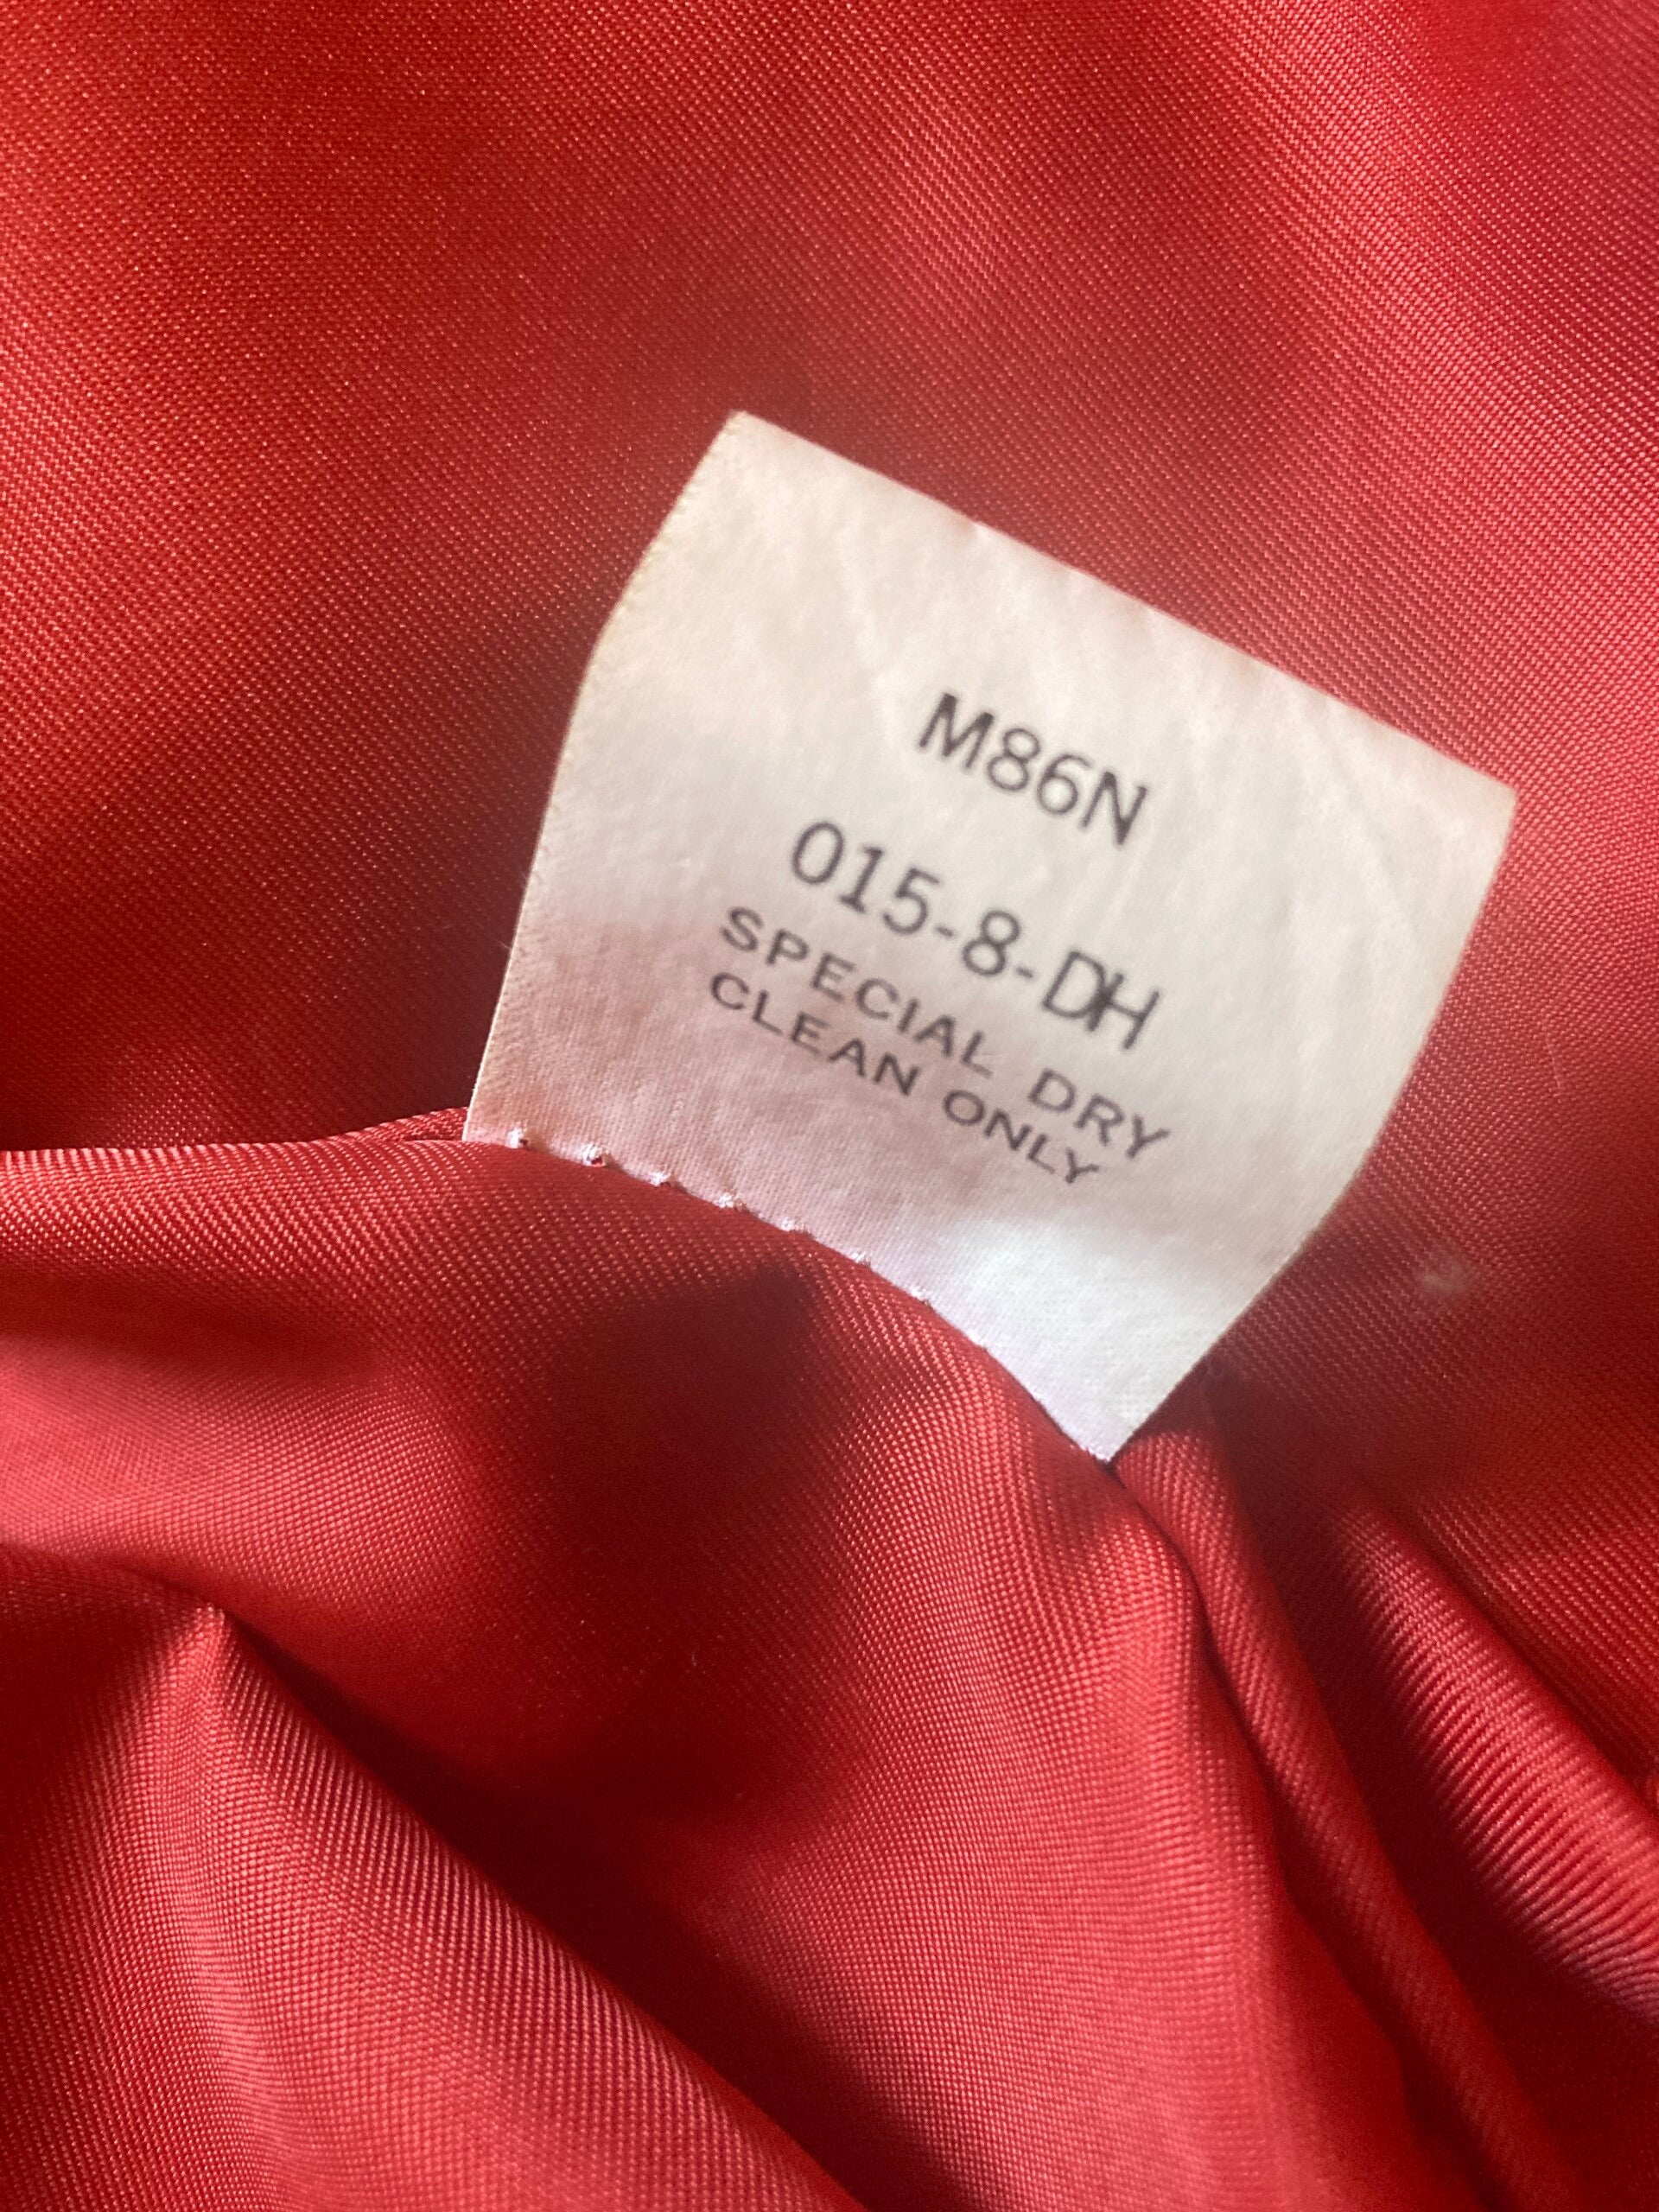 M86N
015-8-DH
SPECIAL DRY
CLEAN ONLY